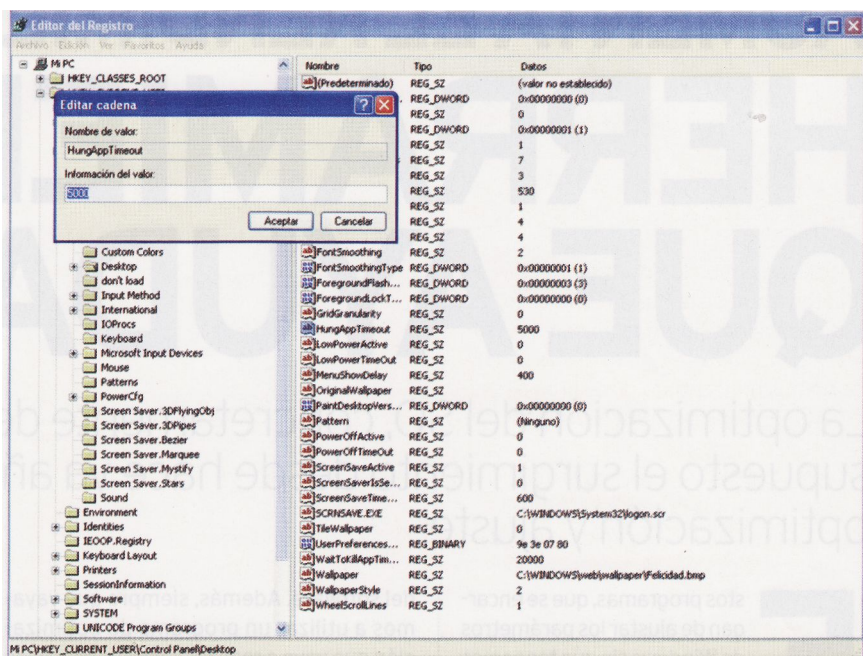 Editor del Registro
Archivo Edición Ver Favoritos Ayuda
Mi PC
HKEY_CLASSES_ROOT
Editar cadena
Nombre de valor:
HungAppTimeout
Información del valor:
5000
Aceptar Cancelar
Custom Colors
Desktop
don't load
Input Method
International
IOProcs
Keyboard
Microsoft Input Devices
Mouse
Patterns
PowerCfg
Screen Saver.3DFlyingObj
Screen Saver.3DPipes
Screen Saver.Bezier
Screen Saver.Marquee
Screen Saver.Mystify
Screen Saver.Stars
Sound
Environment
Identities
IEOOP.Registry
Keyboard Layout
Printers
SessionInformation
Software
SYSTEM
UNICODE Program Groups
Nombre Tipo Datos
(Predeterminado) REG_SZ (valor no establecido)
REG_DWORD 0x00000000 (0)
REG_SZ 0
REG_DWORD 0x00000001 (1)
REG_SZ 1
REG_SZ 7
REG_SZ 3
REG_SZ 530
REG_SZ 1
REG_SZ 4
REG_SZ 4
FontSmoothing REG_SZ 2
FontSmoothingType REG_DWORD 0x00000001 (1)
ForegroundFlash... REG_DWORD 0x00000003 (3)
ForegroundLockT... REG_DWORD 0x00000000 (0)
GridGranularity REG_SZ 0
HungAppTimeout REG_SZ 5000
LowPowerActive REG_SZ 0
LowPowerTimeOut REG_SZ 0
MenuShowDelay REG_SZ 400
OriginalWallpaper REG_SZ
PaintDesktopVers... REG_DWORD 0x00000000 (0)
Pattern REG_SZ (Ninguno)
PowerOffActive REG_SZ 0
PowerOffTimeOut REG_SZ 0
ScreenSaveActive REG_SZ 1
ScreenSaverIsSe... REG_SZ
ScreenSaveTime... REG_SZ 600
SCRNSAVE.EXE REG_SZ C:\WINDOWS\System32\logon.scr
TileWallpaper REG_SZ 0
UserPreferences... REG_BINARY 9e 3e 07 80
WaitToKillAppTim... REG_SZ 20000
Wallpaper REG_SZ C:\WINDOWS\web\wallpaper\Felicidad.bmp
WallpaperStyle REG_SZ 2
WheelScrollLines REG_SZ
Mi PC\HKEY_CURRENT_USER\Control Panel\Desktop